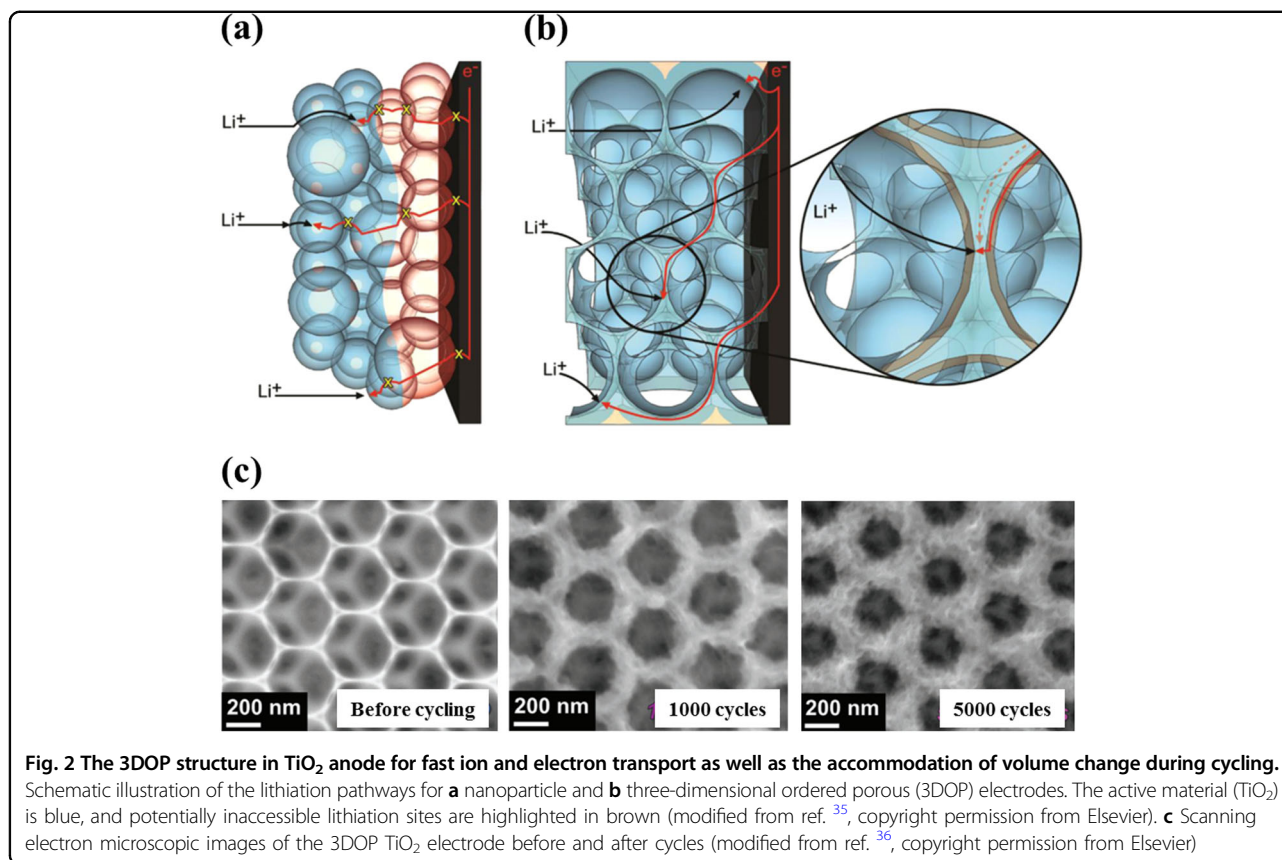 (a)
(b)
e⁻
e⁻
Li⁺
Li⁺
Li⁺
Li⁺
Li⁺
Li⁺
Li⁺
X X X
X X X
X X
(c)
200 nm
Before cycling
200 nm
1000 cycles
200 nm
5000 cycles
Fig. 2 The 3DOP structure in TiO₂ anode for fast ion and electron transport as well as the accommodation of volume change during cycling.
Schematic illustration of the lithiation pathways for a nanoparticle and b three-dimensional ordered porous (3DOP) electrodes. The active material (TiO₂)
is blue, and potentially inaccessible lithiation sites are highlighted in brown (modified from ref. ³⁵, copyright permission from Elsevier). c Scanning
electron microscopic images of the 3DOP TiO₂ electrode before and after cycles (modified from ref. ³⁶, copyright permission from Elsevier)